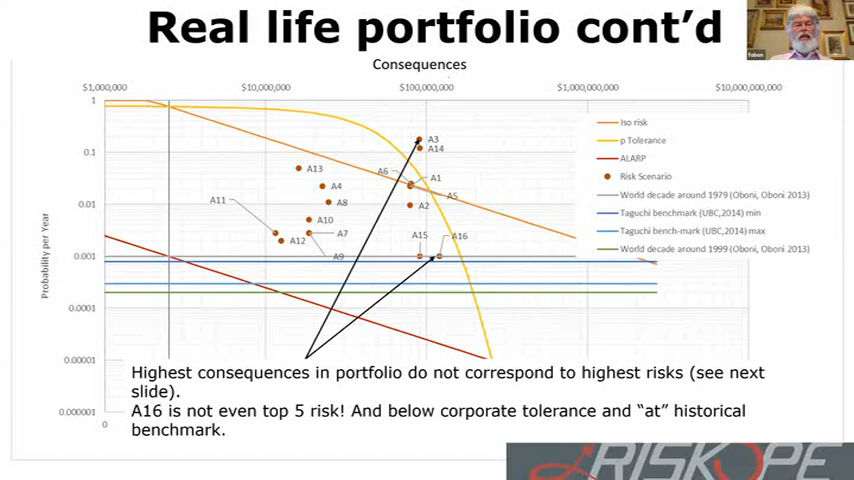 Real life portfolio cont’d
Fabon
Consequences
$1,000,000 $10,000,000 $100,000,000 $1,000,000,000 $10,000,000,000
1
0.1
0.01
0.001
0.0001
0.00001
0.000001
0
Probability per Year
A3
A14
A13
A6
A1
A4
A5
A11
A8
A2
A10
A12
A7
A15
A16
A9
Iso risk
p Tolerance
ALARP
Risk Scenario
World decade around 1979 (Oboni, Oboni 2013)
Taguchi benchmark (UBC,2014) min
Taguchi bench-mark (UBC,2014) max
World decade around 1999 (Oboni, Oboni 2013)
Highest consequences in portfolio do not correspond to highest risks (see next
slide).
A16 is not even top 5 risk! And below corporate tolerance and “at” historical
benchmark.
RISKOPE